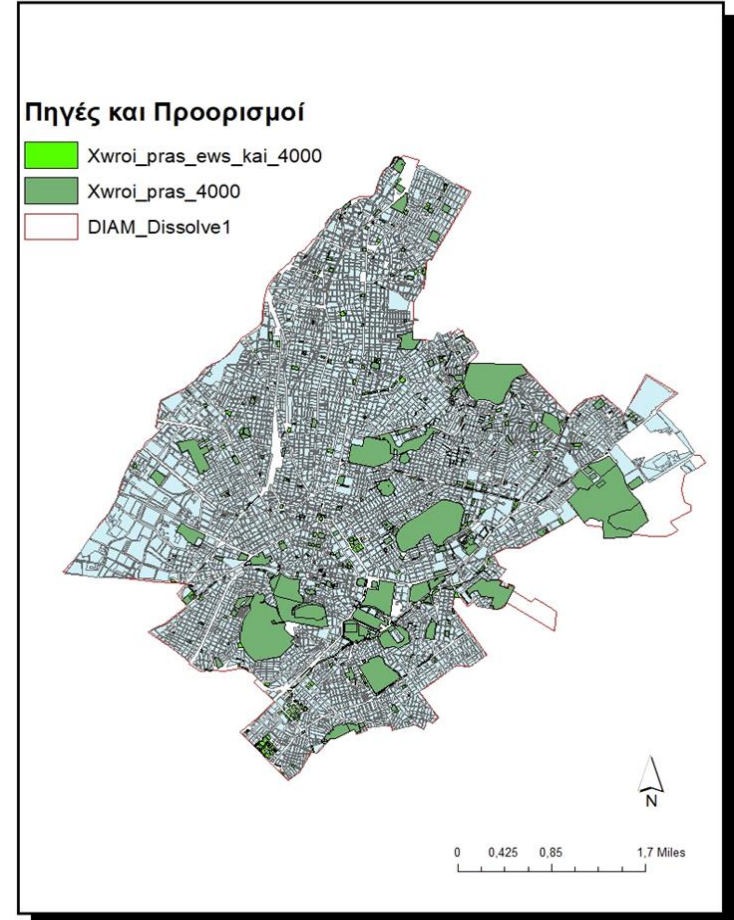 Πηγές και Προορισμοί
Xwroi_pras_ews_kai_4000
Xwroi_pras_4000
DIAM_Dissolve1
N
0 0,425 0,85 1,7 Miles